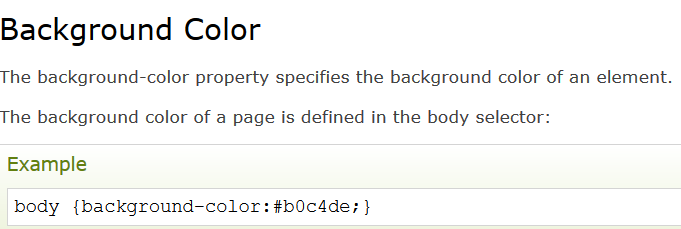 Background Color
The background-color property specifies the background color of an element.
The background color of a page is defined in the body selector:
Example
body {background-color:#b0c4de;}